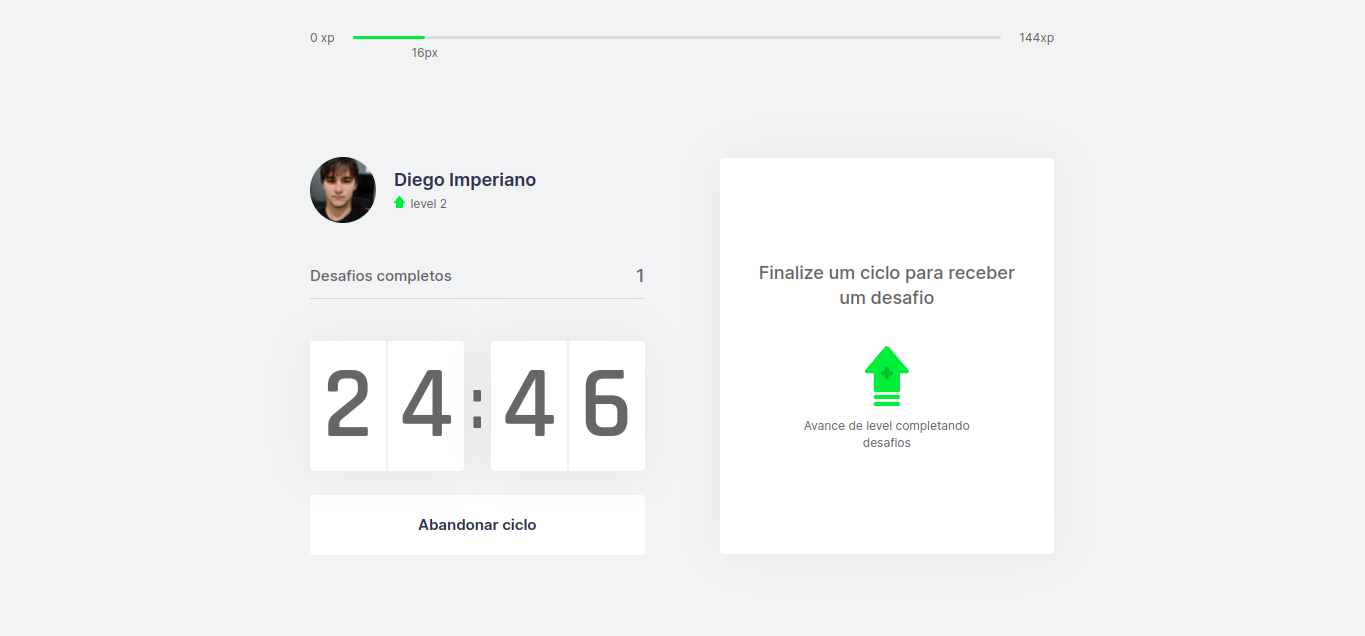 0 xp
144xp
16px
Diego Imperiano
level 2
Desafios completos 1
24:46
Abandonar ciclo
Finalize um ciclo para receber
um desafio
Avance de level completando
desafios